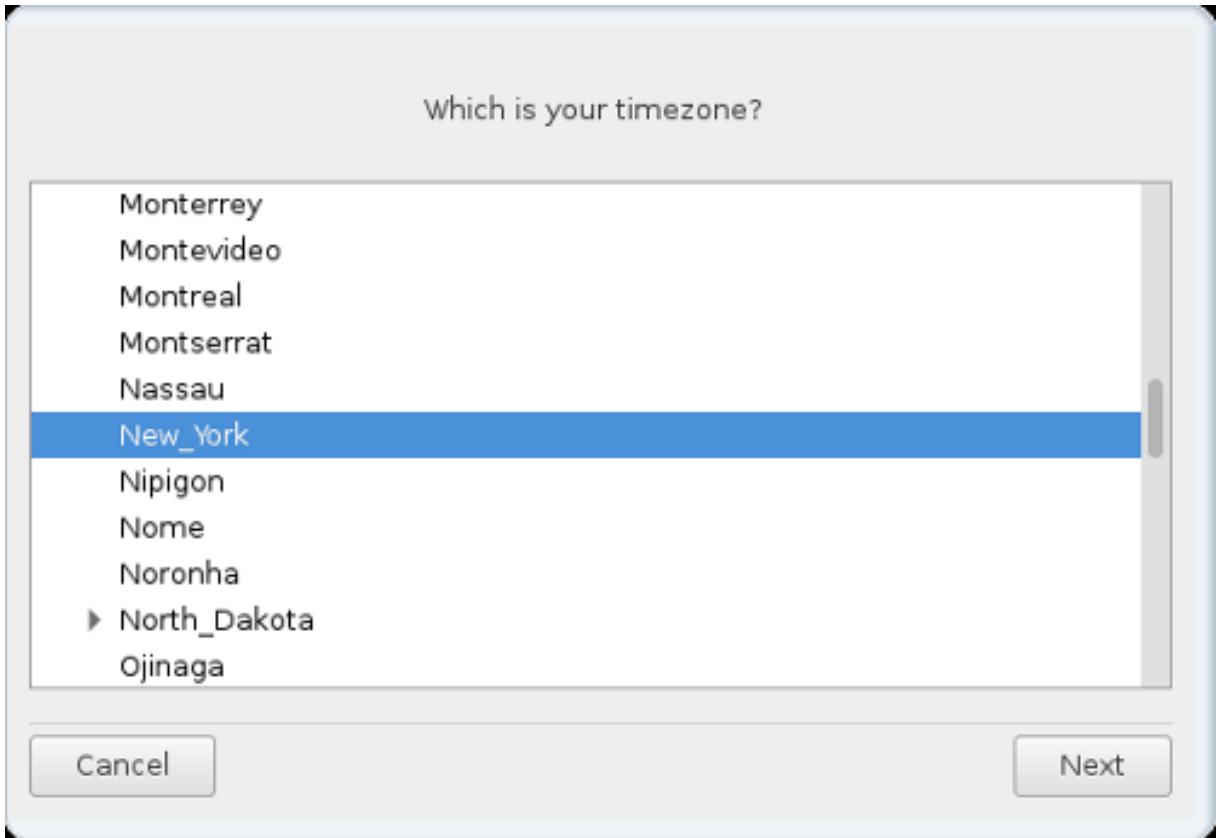 Which is your timezone?
Monterrey
Montevideo
Montreal
Montserrat
Nassau
New_York
Nipigon
Nome
Noronha
North_Dakota
Ojinaga
Cancel
Next